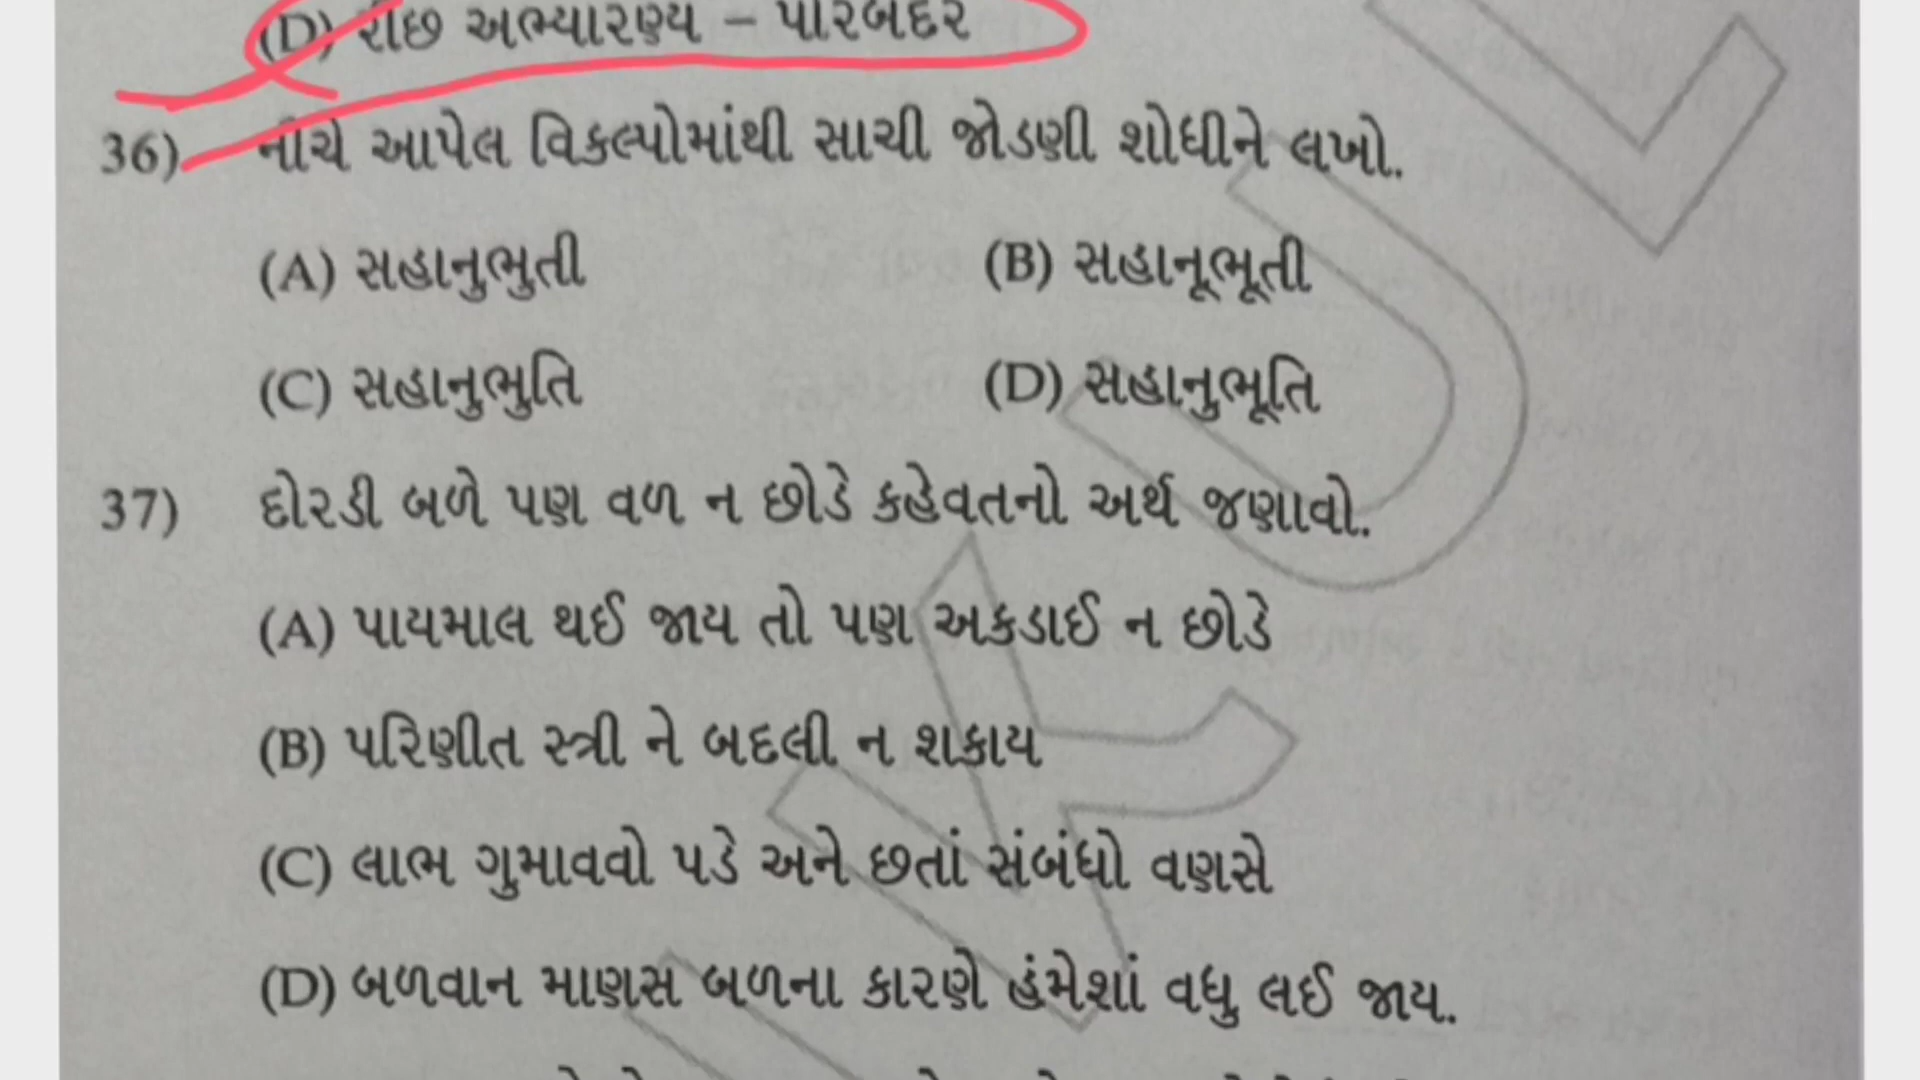 (D) રીંછ અભ્યારણ્ય – પોરબંદર
36) નીચે આપેલ વિકલ્પોમાંથી સાચી જોડણી શોધીને લખો.
(A) સહાનુભુતી (B) સહાનૂભૂતી
(C) સહાનુભુતિ (D) સહાનુભૂતિ
37) દોરડી બળે પણ વળ ન છોડે કહેવતનો અર્થ જણાવો.
(A) પાયમાલ થઈ જાય તો પણ અકડાઈ ન છોડે
(B) પરિણીત સ્ત્રી ને બદલી ન શકાય
(C) લાભ ગુમાવવો પડે અને છતાં સંબંધો વણસે
(D) બળવાન માણસ બળના કારણે હંમેશાં વધુ લઈ જાય.